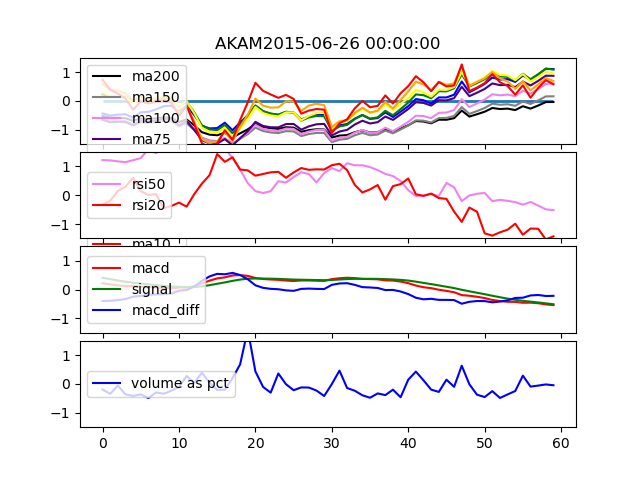 AKAM2015-06-26 00:00:00
1
0
−1
ma200
ma150
ma100
ma75
1
0
−1
rsi50
rsi20
ma10
1
0
−1
macd
signal
macd_diff
1
0
−1
volume as pct
0 10 20 30 40 50 60